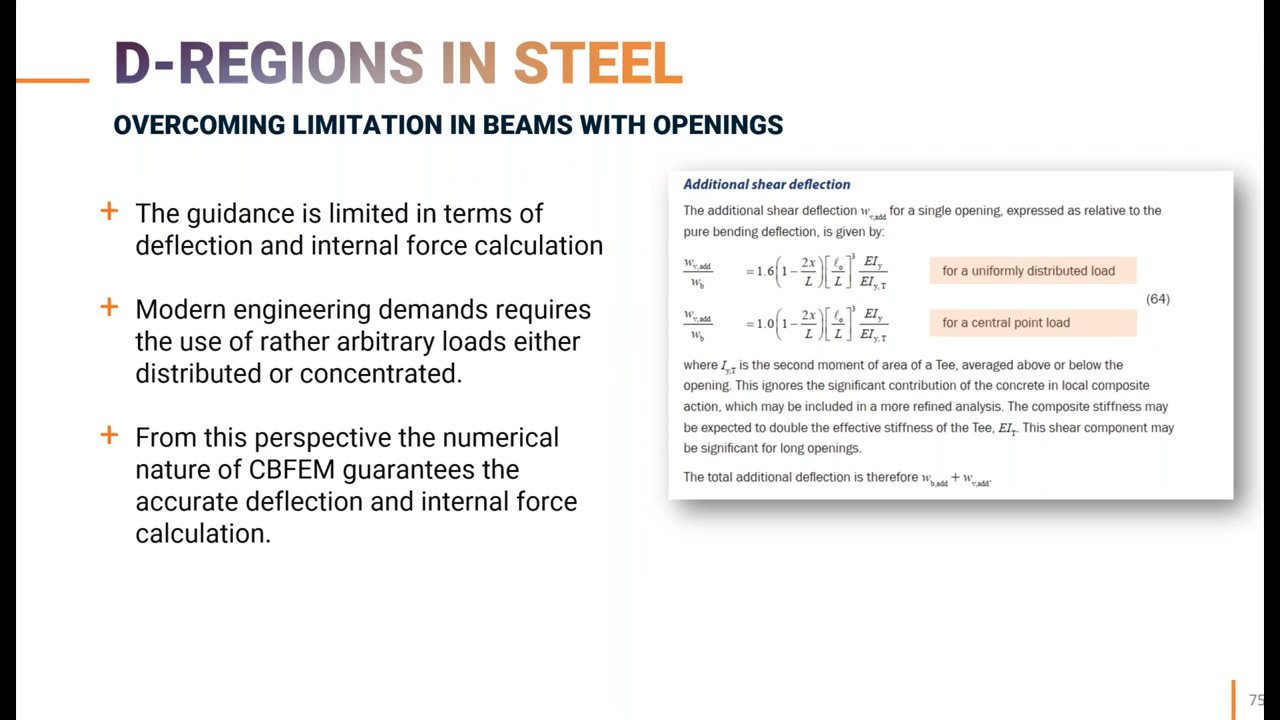 D-REGIONS IN STEEL
OVERCOMING LIMITATION IN BEAMS WITH OPENINGS
+ The guidance is limited in terms of
deflection and internal force calculation
+ Modern engineering demands requires
the use of rather arbitrary loads either
distributed or concentrated.
+ From this perspective the numerical
nature of CBFEM guarantees the
accurate deflection and internal force
calculation.
Additional shear deflection
The additional shear deflection w_v,add for a single opening, expressed as relative to the
pure bending deflection, is given by:
w_v,add / w_b = 1.6 (1 − 2x/L) [ℓ_o/L]^3 EI_y/EI_y,T for a uniformly distributed load
(64)
w_v,add / w_b = 1.0 (1 − 2x/L) [ℓ_o/L]^3 EI_y/EI_y,T for a central point load
where I_y,T is the second moment of area of a Tee, averaged above or below the
opening. This ignores the significant contribution of the concrete in local composite
action, which may be included in a more refined analysis. The composite stiffness may
be expected to double the effective stiffness of the Tee, EI_T. This shear component may
be significant for long openings.
The total additional deflection is therefore w_b,add + w_v,add.
75